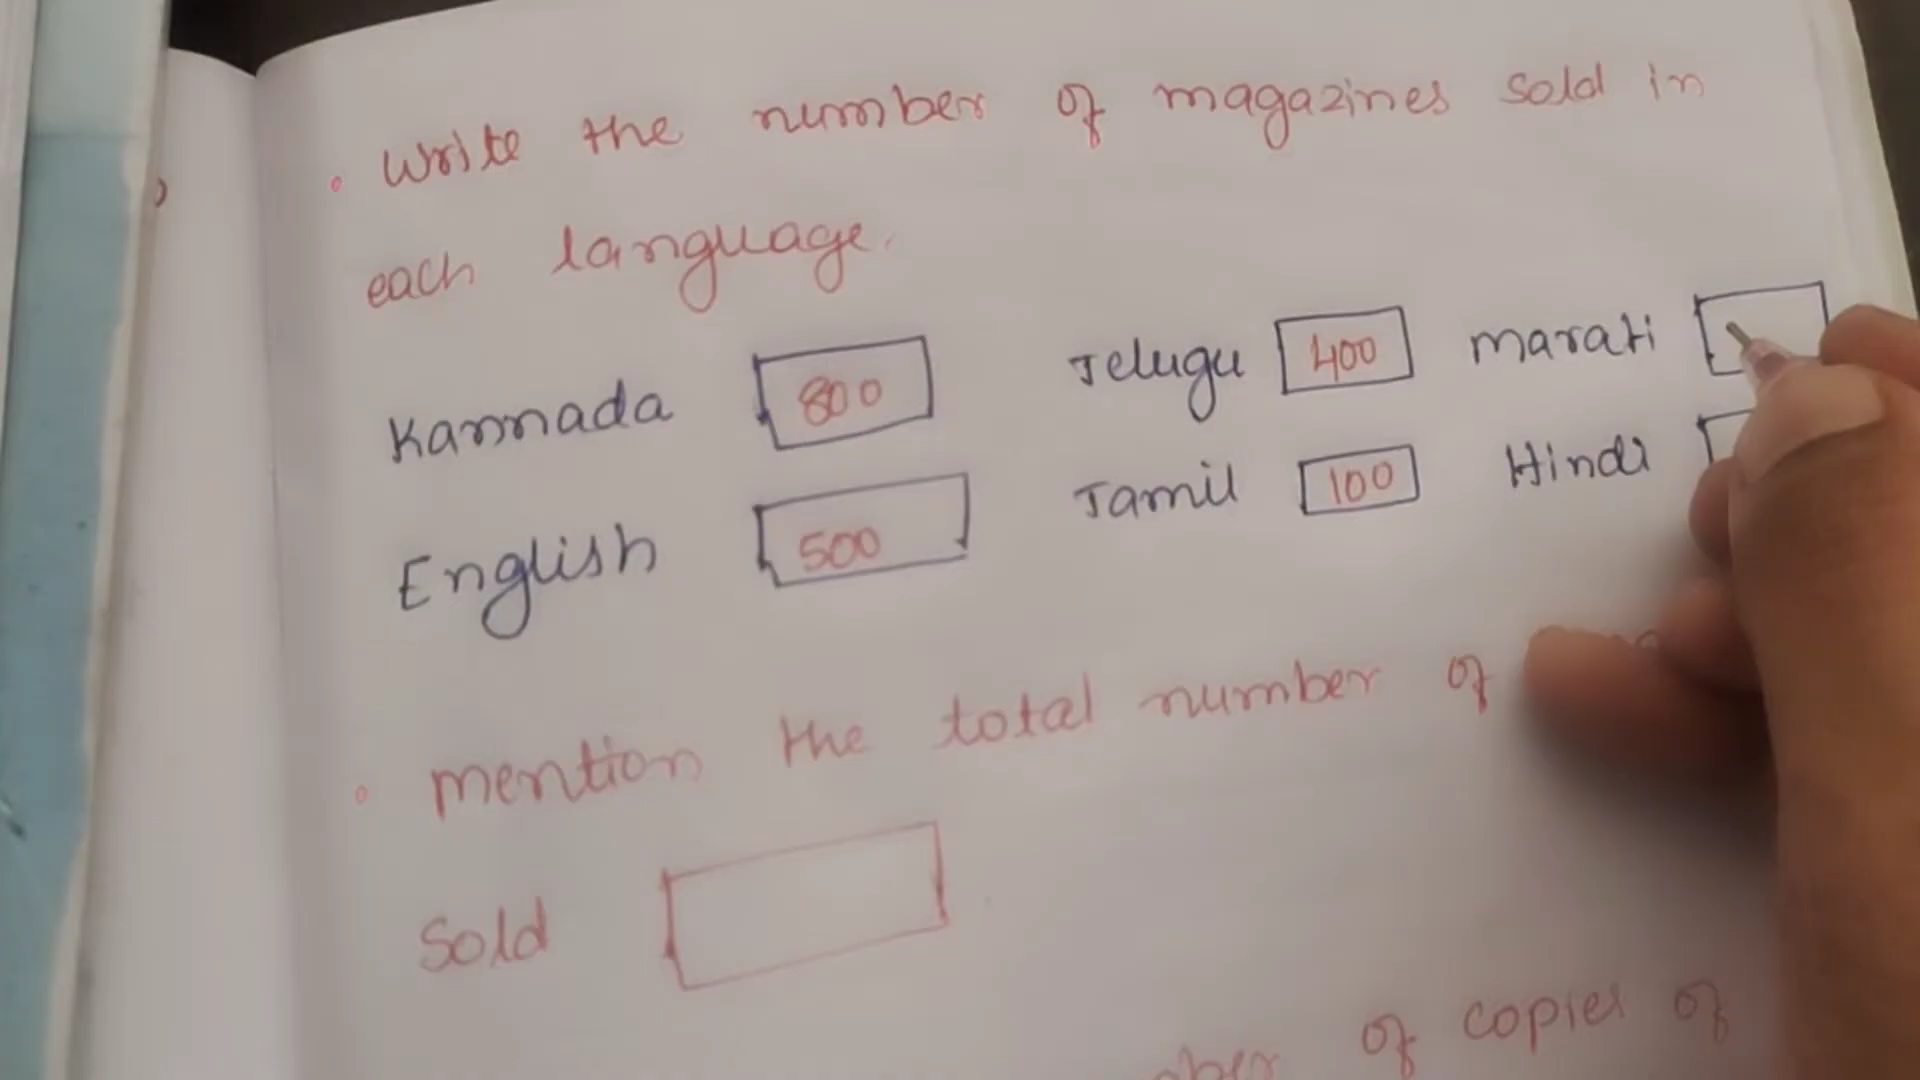 • Write the number of magazines sold in
each language.
Kannada 800 Telugu 400 Marati
English 500 Tamil 100 Hindi
• mention the total number of
Sold
of copies of